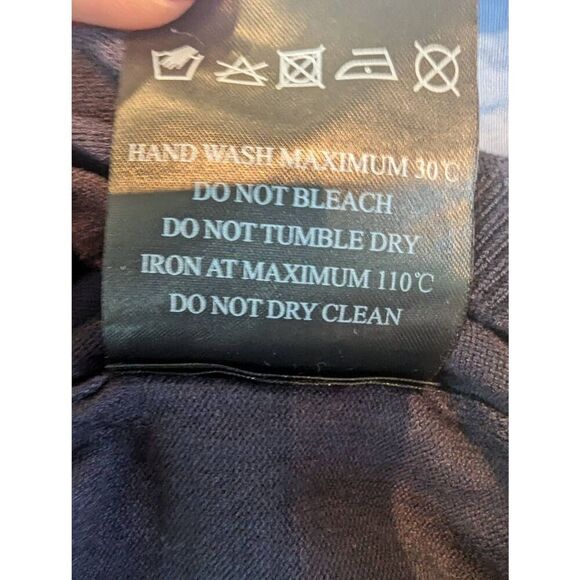 HAND WASH MAXIMUM 30℃
DO NOT BLEACH
DO NOT TUMBLE DRY
IRON AT MAXIMUM 110℃
DO NOT DRY CLEAN